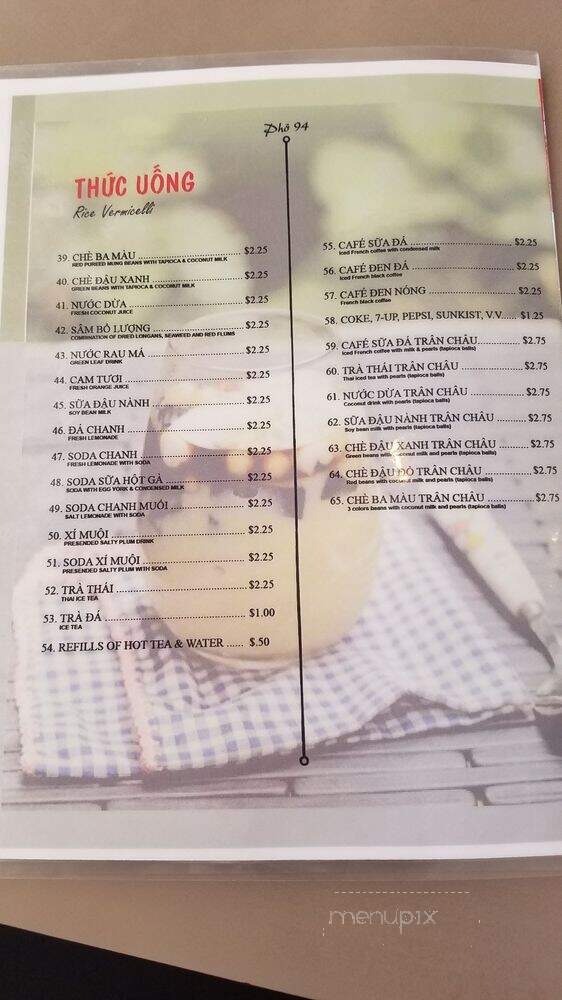 Phở 94
THỨC UỐNG
Rice Vermicelli
39. CHÈ BA MÀU ........ $2.25
RED PUREED MUNG BEANS WITH TAPIOCA & COCONUT MILK
40. CHÈ ĐẬU XANH ........ $2.25
GREEN BEANS WITH TAPIOCA & COCONUT MILK
41. NƯỚC DỪA ........ $2.25
FRESH COCONUT JUICE
42. SÂM BỔ LƯỢNG ........ $2.25
COMBINATION OF DRIED LONGANS, SEAWEED AND RED FLUMS
43. NƯỚC RAU MÁ ........ $2.25
GREEN LEAF DRINK
44. CAM TƯƠI ........ $2.25
FRESH ORANGE JUICE
45. SỮA ĐẬU NÀNH ........ $2.25
SOY BEAN MILK
46. ĐÁ CHANH ........ $2.25
FRESH LEMONADE
47. SODA CHANH ........ $2.25
FRESH LEMONADE WITH SODA
48. SODA SỮA HỘT GÀ ........ $2.25
SODA WITH EGG YORK & CONDENSED MILK
49. SODA CHANH MUỐI ........ $2.25
SALT LEMONADE WITH SODA
50. XÍ MUỘI ........ $2.25
PRESENDED SALTY PLUM DRINK
51. SODA XÍ MUỘI ........ $2.25
PRESENDED SALTY PLUM WITH SODA
52. TRÀ THÁI ........ $2.25
THAI ICE TEA
53. TRÀ ĐÁ ........ $1.00
ICE TEA
54. REFILLS OF HOT TEA & WATER ...... $.50
55. CAFÉ SỮA ĐÁ ........ $2.25
Iced French coffee with condensed milk
56. CAFÉ ĐEN ĐÁ ........ $2.25
Iced French black coffee
57. CAFÉ ĐEN NÓNG ........ $2.25
French black coffee
58. COKE, 7-UP, PEPSI, SUNKIST, V.V..... $1.25
59. CAFÉ SỮA ĐÁ TRÂN CHÂU........ $2.75
Iced French coffee with milk & pearls (tapioca balls)
60. TRÀ THÁI TRÂN CHÂU ........ $2.75
Thai iced tea with pearls (tapioca balls)
61. NƯỚC DỪA TRÂN CHÂU ........ $2.75
Coconut drink with pearls (tapioca balls)
62. SỮA ĐẬU NÀNH TRÂN CHÂU ........ $2.75
Soy bean milk with pearls (tapioca balls)
63. CHÈ ĐẬU XANH TRÂN CHÂU ........ $2.75
Green beans with coconut milk and pearls (tapioca balls)
64. CHÈ ĐẬU ĐỎ TRÂN CHÂU ........ $2.75
Red beans with coconut milk and pearls (tapioca balls)
65. CHÈ BA MÀU TRÂN CHÂU ........ $2.75
3 colors beans with coconut milk and pearls (tapioca balls)
menupix